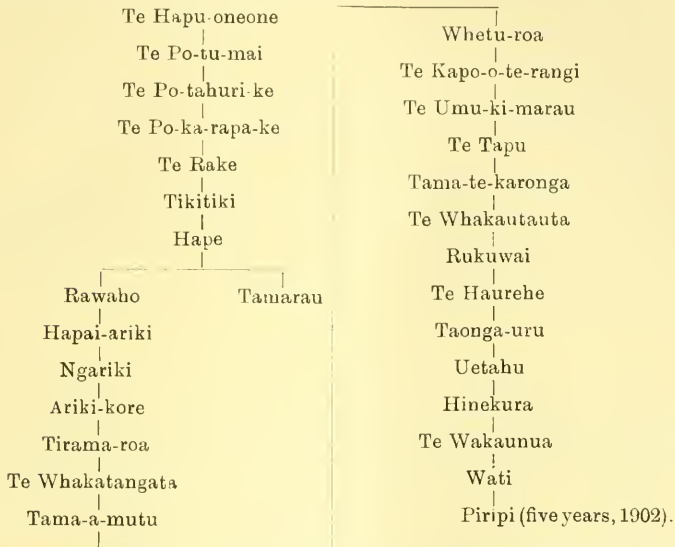 Te Hapu-oneone
Te Po-tu-mai
Te Po-tahuri-ke
Te Po-ka-rapa-ke
Te Rake
Tikitiki
Hape
Rawaho Tamarau
Hapai-ariki
Ngariki
Ariki-kore
Tirama-roa
Te Whakatangata
Tama-a-mutu
Whetu-roa
Te Kapo-o-te-rangi
Te Umu-ki-marau
Te Tapu
Tama-te-karonga
Te Whakautauta
Rukuwai
Te Haurehe
Taonga-uru
Uetahu
Hinekura
Te Wakaunua
Wati
Piripi (five years, 1902).